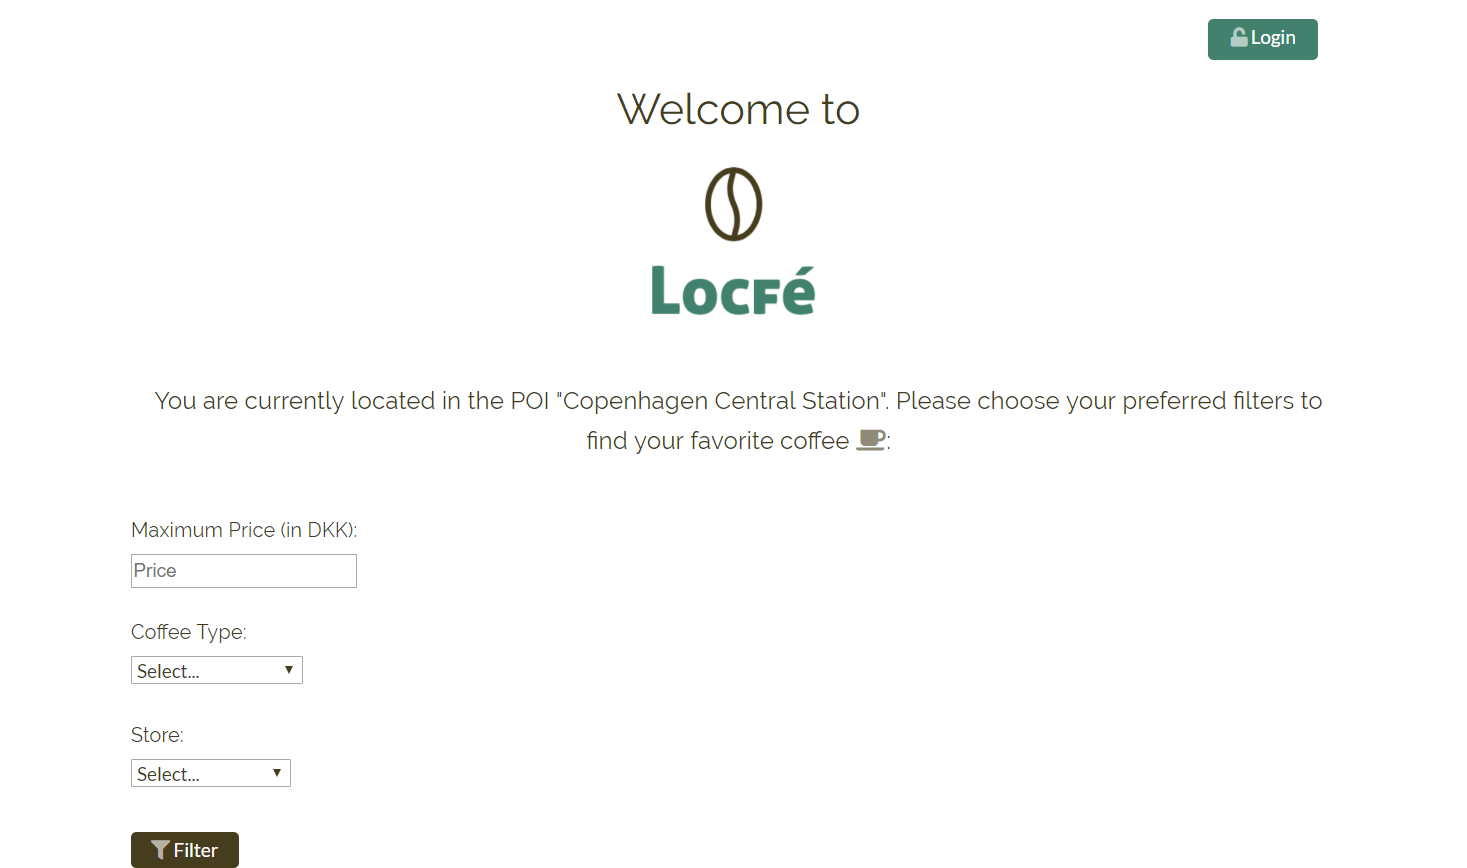 Login
Welcome to
Locfé
You are currently located in the POI "Copenhagen Central Station". Please choose your preferred filters to
find your favorite coffee :
Maximum Price (in DKK):
Price
Coffee Type:
Select...
Store:
Select...
Filter